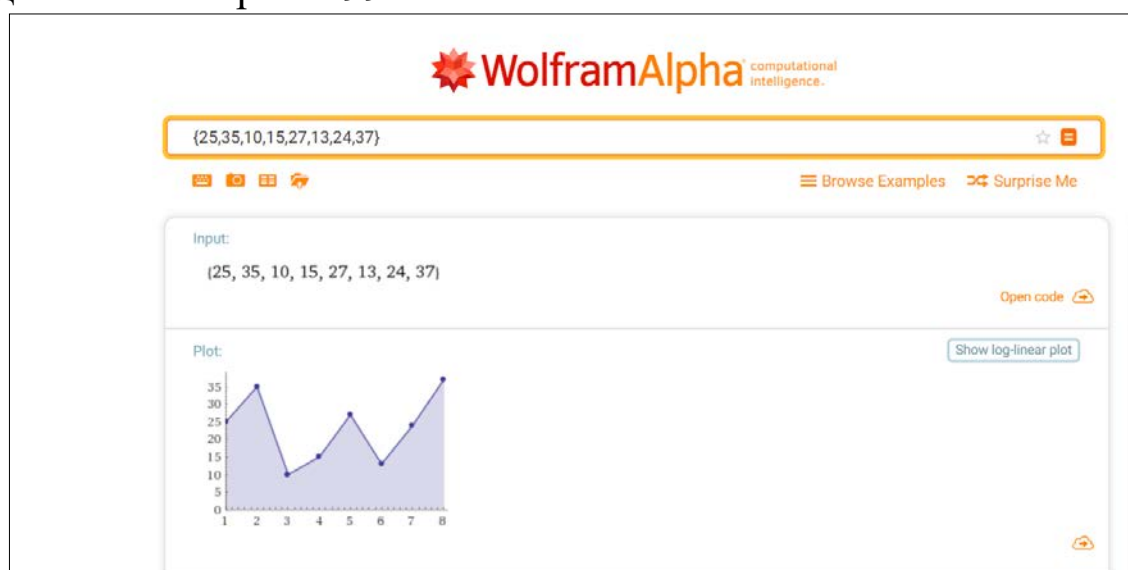 WolframAlpha computational intelligence.
{25,35,10,15,27,13,24,37}
Browse Examples Surprise Me
Input:
{25, 35, 10, 15, 27, 13, 24, 37}
Open code
Plot:
Show log-linear plot
35
30
25
20
15
10
5
0
1 2 3 4 5 6 7 8